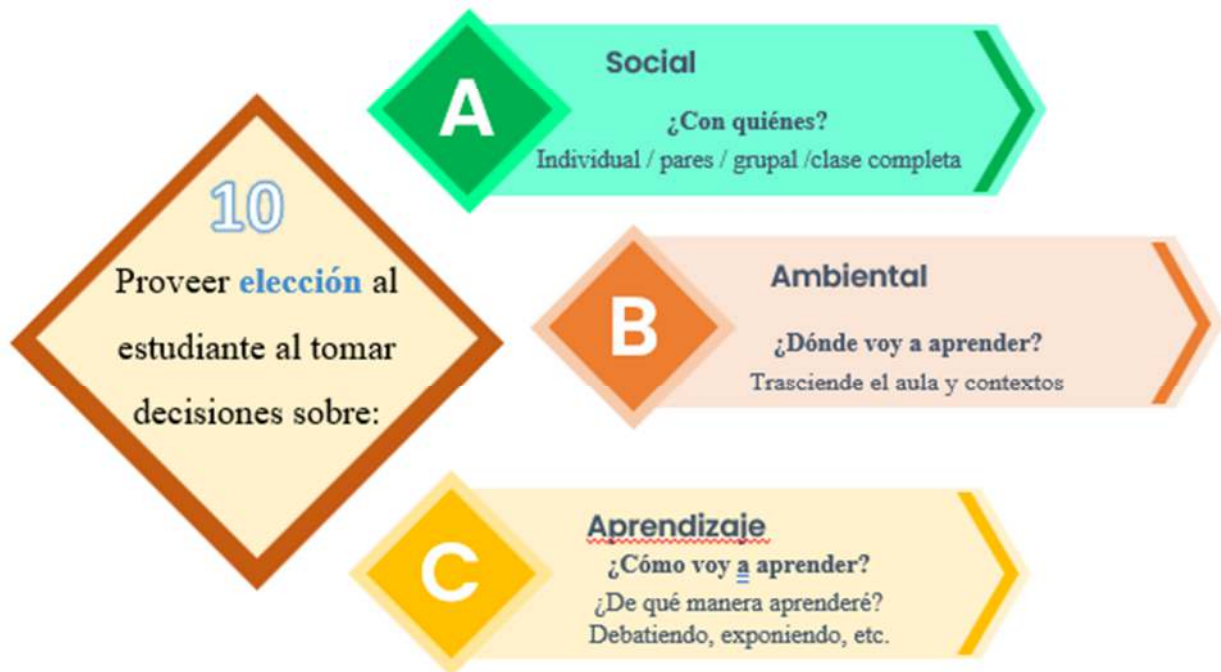 10
Proveer elección al
estudiante al tomar
decisiones sobre:
A
Social
¿Con quiénes?
Individual / pares / grupal /clase completa
B
Ambiental
¿Dónde voy a aprender?
Trasciende el aula y contextos
C
Aprendizaje
¿Cómo voy a aprender?
¿De qué manera aprenderé?
Debatiendo, exponiendo, etc.